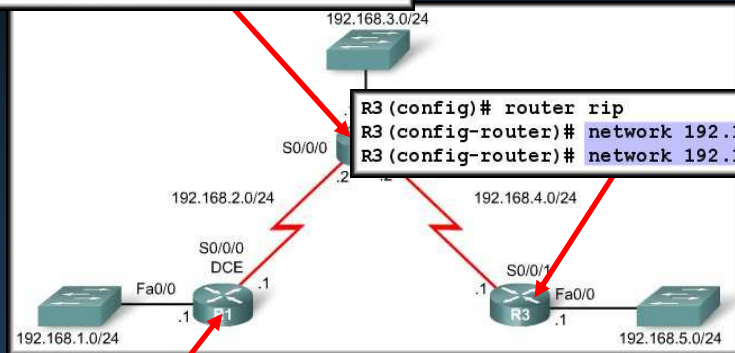 192.168.3.0/24
R3(config)# router rip
R3(config-router)# network 192.1
R3(config-router)# network 192.1
S0/0/0
.2
.2
192.168.2.0/24
192.168.4.0/24
S0/0/0
DCE
S0/0/1
Fa0/0
.1
.1
Fa0/0
.1
R1
R3
.1
192.168.1.0/24
192.168.5.0/24